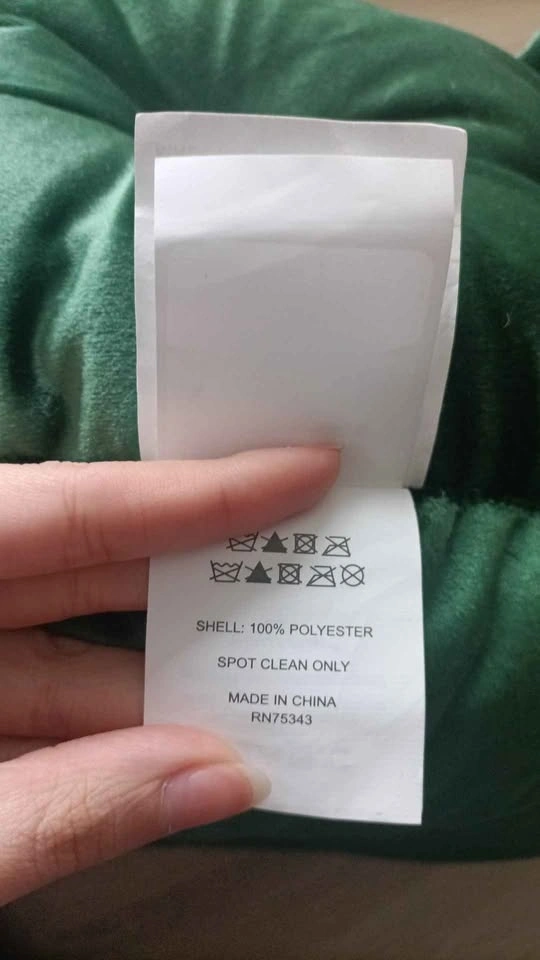 SHELL: 100% POLYESTER
SPOT CLEAN ONLY
MADE IN CHINA
RN75343